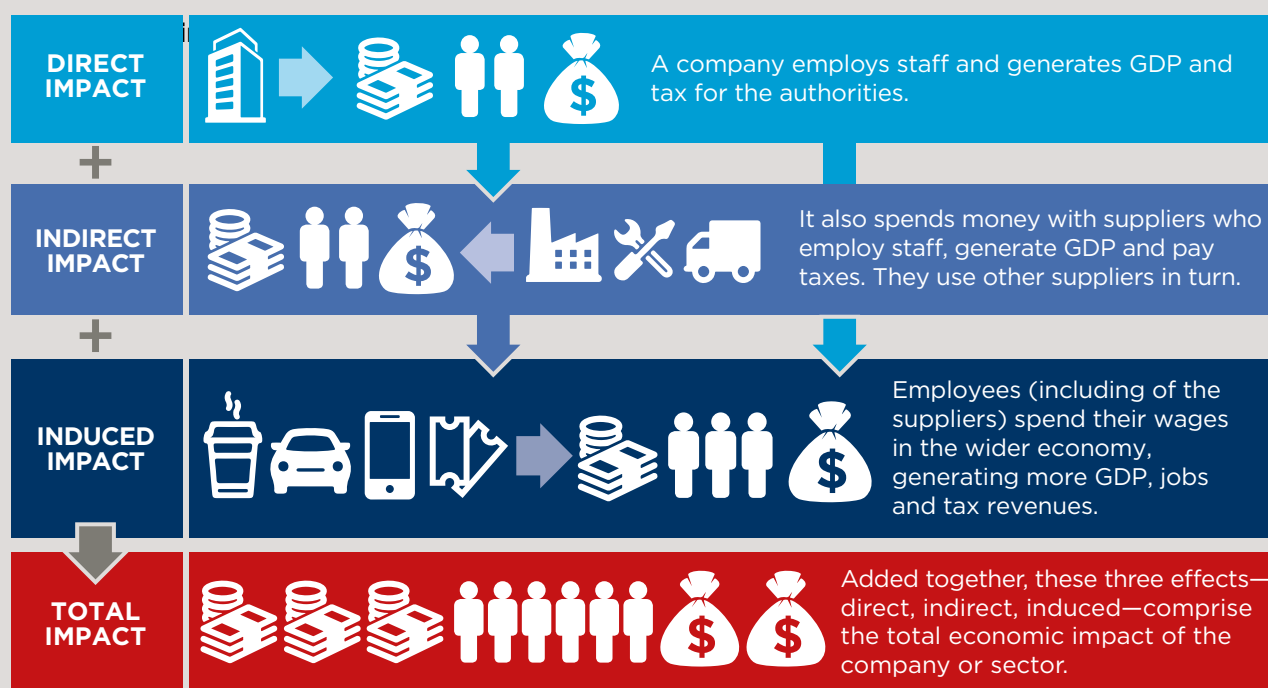 DIRECT
IMPACT
A company employs staff and generates GDP and
tax for the authorities.
$
+
INDIRECT
IMPACT
$
It also spends money with suppliers who
employ staff, generate GDP and pay
taxes. They use other suppliers in turn.
+
INDUCED
IMPACT
$
Employees (including of the
suppliers) spend their wages
in the wider economy,
generating more GDP, jobs
and tax revenues.
TOTAL
IMPACT
$ $
Added together, these three effects—
direct, indirect, induced—comprise
the total economic impact of the
company or sector.